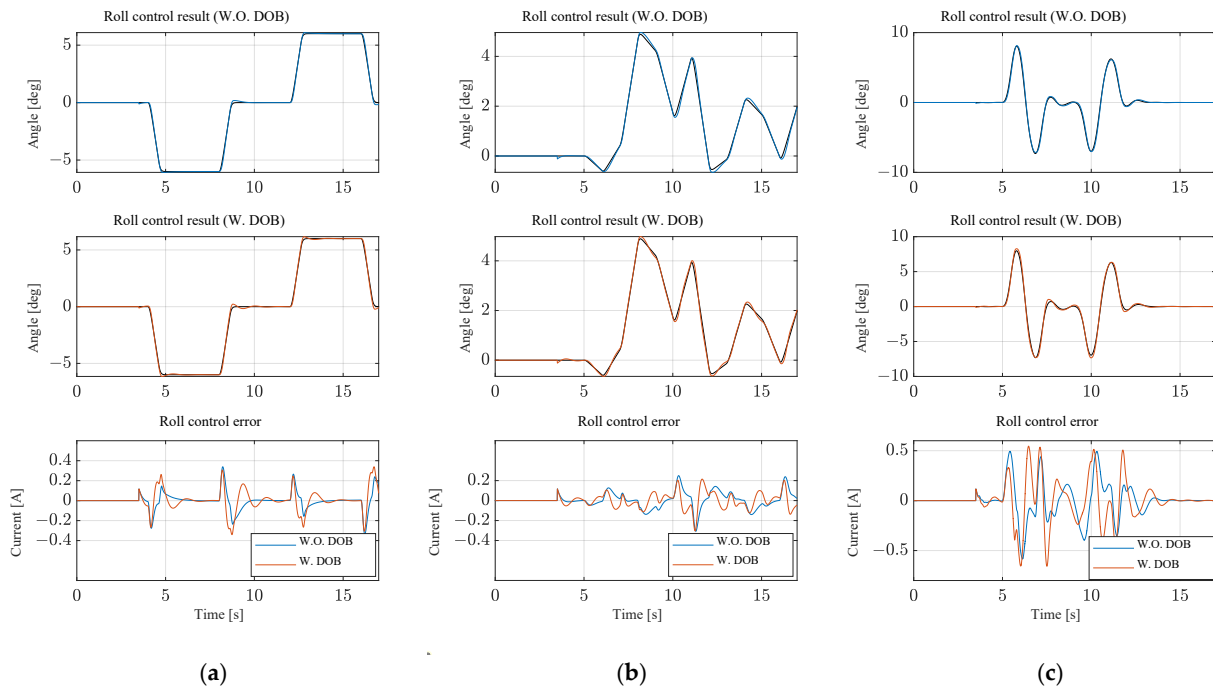 Roll control result (W.O. DOB)
5
0
−5
Angle [deg]
0 5 10 15
Roll control result (W. DOB)
5
0
−5
Angle [deg]
0 5 10 15
Roll control error
0.4
0.2
0
−0.2
−0.4
Current [A]
W.O. DOB
W. DOB
0 5 10 15
Time [s]
(a)
Roll control result (W.O. DOB)
4
2
0
Angle [deg]
0 5 10 15
Roll control result (W. DOB)
4
2
0
Angle [deg]
0 5 10 15
Roll control error
0.2
0
−0.2
−0.4
Current [A]
W.O. DOB
W. DOB
0 5 10 15
Time [s]
(b)
Roll control result (W.O. DOB)
10
5
0
−5
−10
Angle [deg]
0 5 10 15
Roll control result (W. DOB)
10
5
0
−5
−10
Angle [deg]
0 5 10 15
Roll control error
0.5
0
−0.5
Current [A]
W.O. DOB
W. DOB
0 5 10 15
Time [s]
(c)